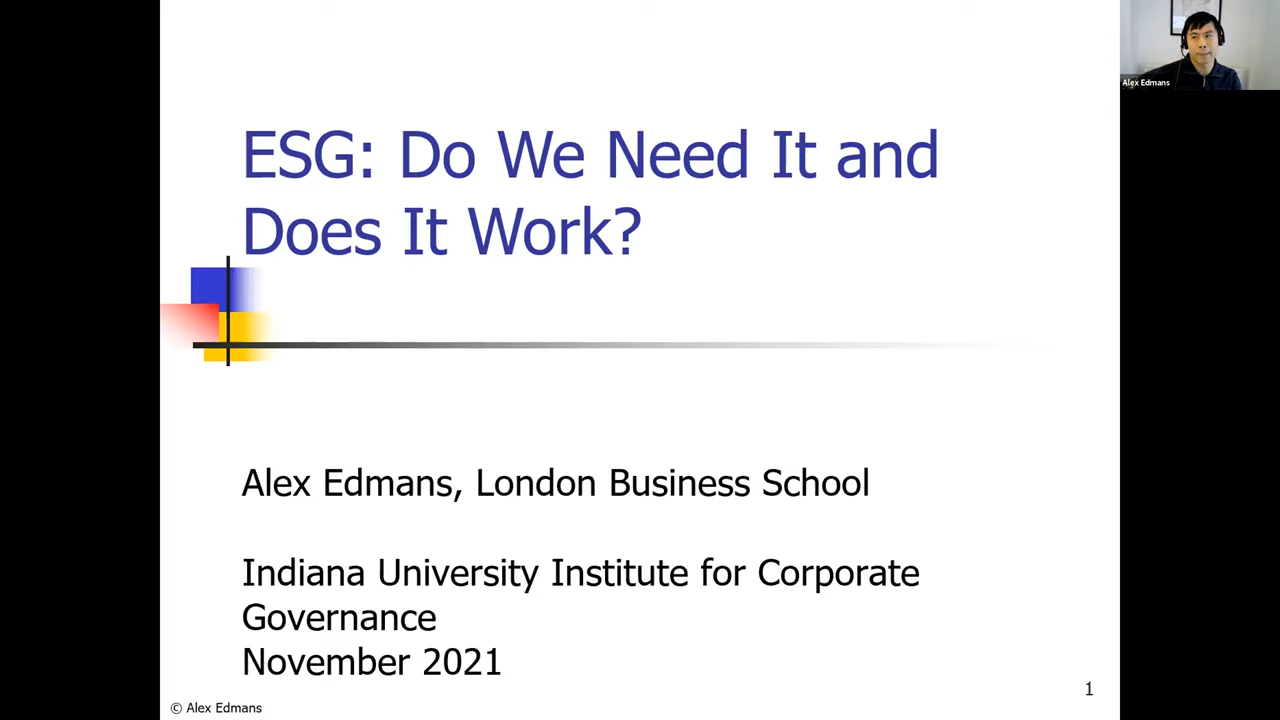 Alex Edmans
ESG: Do We Need It and
Does It Work?
Alex Edmans, London Business School
Indiana University Institute for Corporate
Governance
November 2021
1
© Alex Edmans